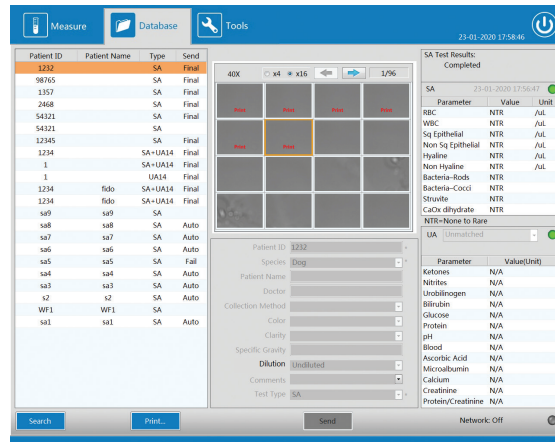 Measure Database Tools
23-01-2020 17:58:46
Patient ID Patient Name Type Send
1232 SA Final
98765 SA Final
1357 SA Final
2468 SA Final
54321 SA Final
54321 SA
12345 SA Final
1234 SA+UA14 Final
1 SA+UA14 Final
1 UA14 Final
1234 fido SA+UA14 Final
1234 fido SA+UA14 Final
sa9 sa9 SA
sa8 sa8 SA Auto
sa7 sa7 SA Auto
sa6 sa6 SA Auto
sa5 sa5 SA Fail
sa4 sa4 SA Auto
sa3 sa3 SA Auto
s2 s2 SA Auto
WF1 WF1 SA
sa1 sa1 SA Auto
40X x4 x16 1/96
Print Print Print Print
Print Print
Patient ID 1232
Species Dog
Patient Name
Doctor
Collection Method
Color
Clarity
Specific Gravity
Dilution Undiluted
Comments
Test Type SA
SA Test Results:
Completed
SA 23-01-2020 17:56:47
Parameter Value Unit
RBC NTR /uL
WBC NTR /uL
Sq Epithelial NTR /uL
Non Sq Epithelial NTR /uL
Hyaline NTR /uL
Non Hyaline NTR /uL
Bacteria-Rods NTR
Bacteria-Cocci NTR
Struvite NTR
CaOx dihydrate NTR
NTR=None to Rare
UA Unmatched
Parameter Value(Unit)
Ketones N/A
Nitrites N/A
Urobilinogen N/A
Bilirubin N/A
Glucose N/A
Protein N/A
pH N/A
Blood N/A
Ascorbic Acid N/A
Microalbumin N/A
Calcium N/A
Creatinine N/A
Protein/Creatinine N/A
Search Print... Send Network: Off